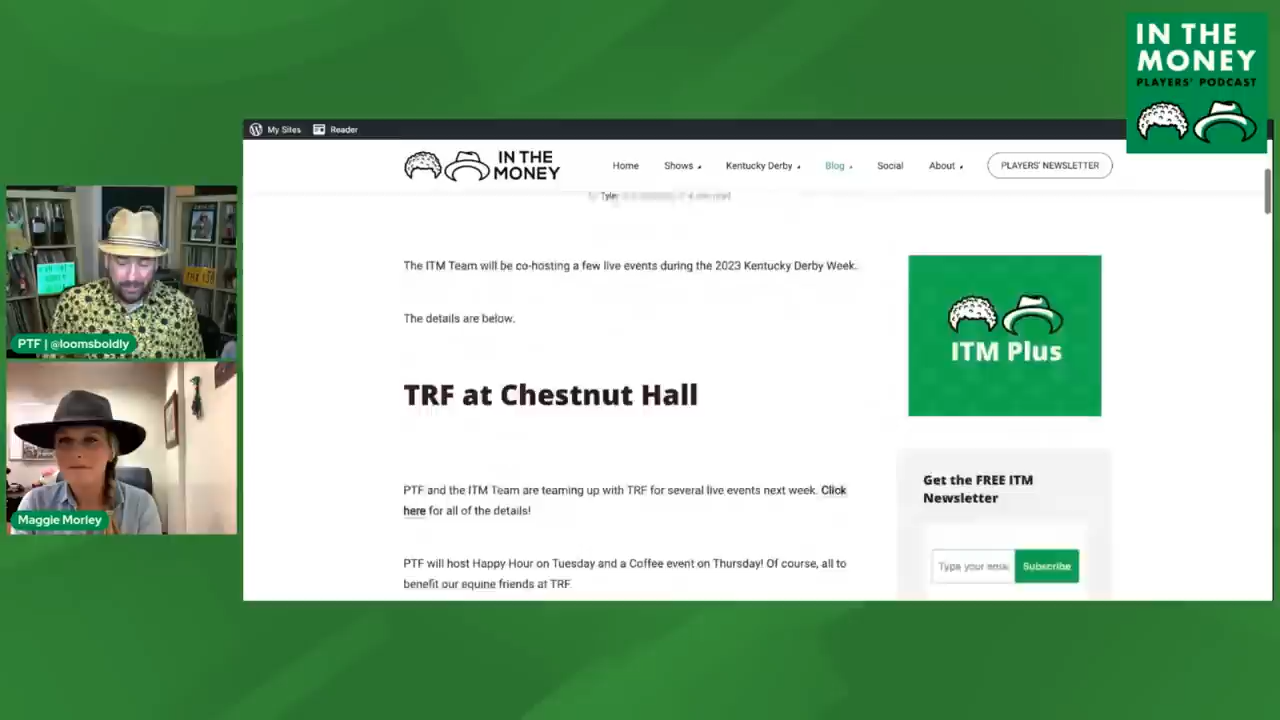 IN THE
MONEY
PLAYERS' PODCAST
My Sites
Reader
IN THE
MONEY
Home
Shows
Kentucky Derby
Blog
Social
About
PLAYERS' NEWSLETTER
The ITM Team will be co-hosting a few live events during the 2023 Kentucky Derby Week.
The details are below.
TRF at Chestnut Hall
PTF and the ITM Team are teaming up with TRF for several live events next week. Click
here for all of the details!
PTF will host Happy Hour on Tuesday and a Coffee event on Thursday! Of course, all to
benefit our equine friends at TRF.
ITM Plus
Get the FREE ITM
Newsletter
Type your emai
Subscribe
PTF | @loomsboldly
Maggie Morley